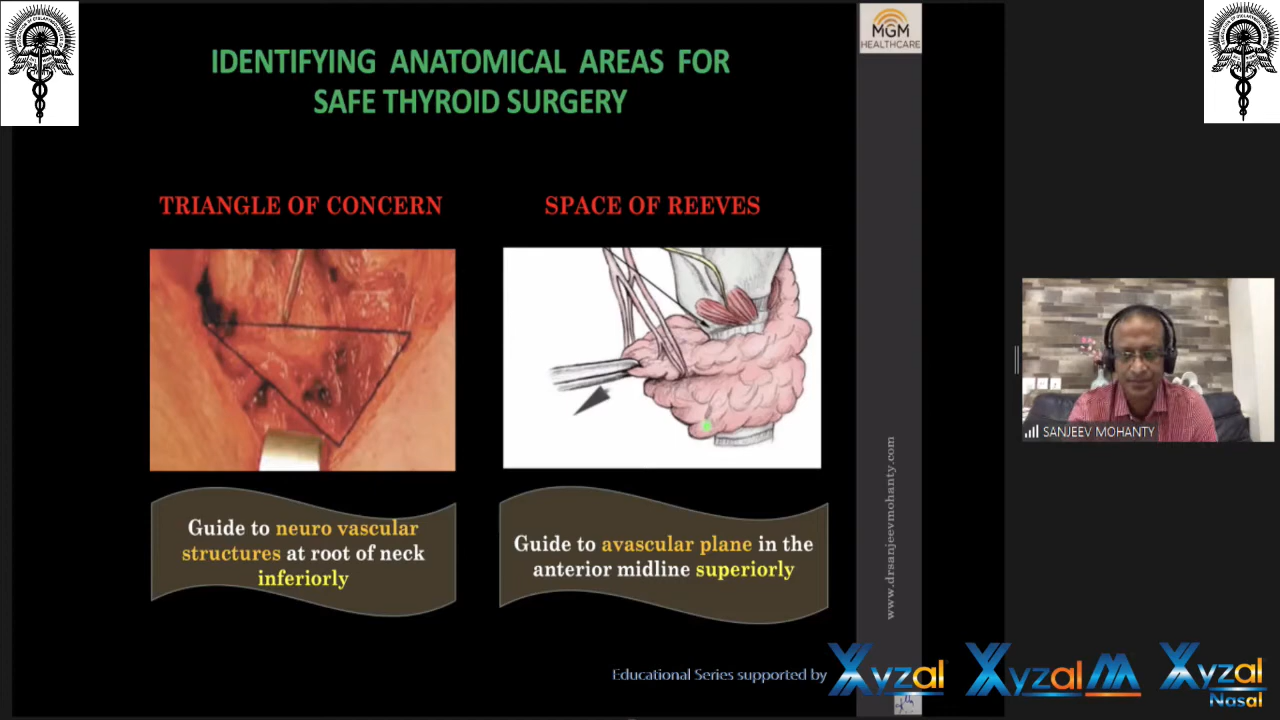 MGM
HEALTHCARE
IDENTIFYING ANATOMICAL AREAS FOR
SAFE THYROID SURGERY
TRIANGLE OF CONCERN
SPACE OF REEVES
Guide to neuro vascular
structures at root of neck
inferiorly
Guide to avascular plane in the
anterior midline superiorly
www.drsanjeevmohanty.com
SANJEEV MOHANTY
Educational Series supported by
Xyzal
Xyzal M
Xyzal
Nasal